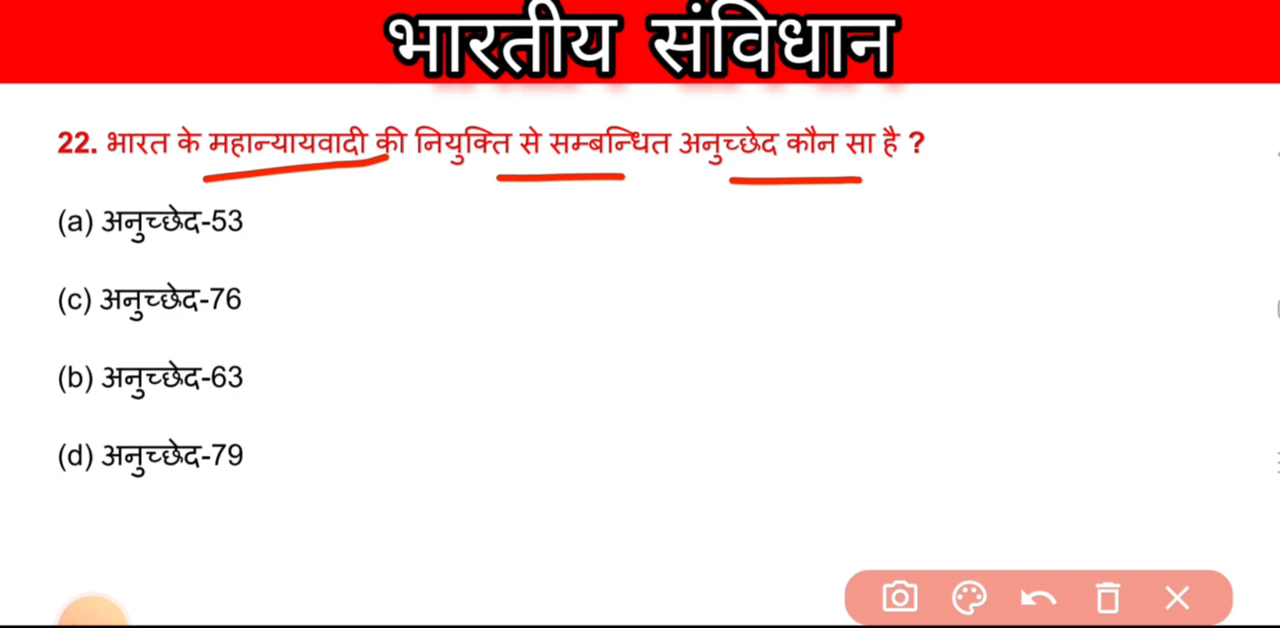 भारतीय संविधान
22. भारत के महान्यायवादी की नियुक्ति से सम्बन्धित अनुच्छेद कौन सा है ?
(a) अनुच्छेद-53
(c) अनुच्छेद-76
(b) अनुच्छेद-63
(d) अनुच्छेद-79